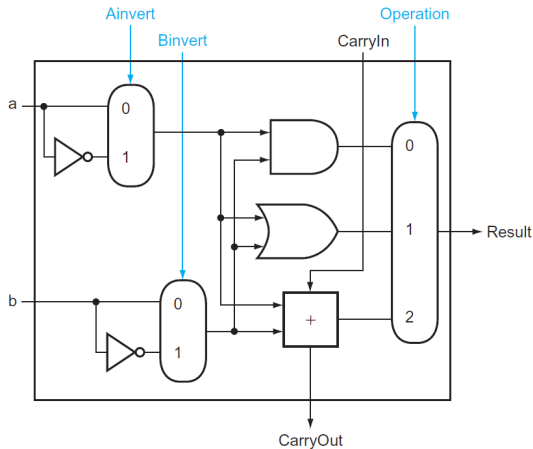 Ainvert
Operation
Binvert
CarryIn
a
0
1
0
1
Result
b
0
1
+
2
CarryOut